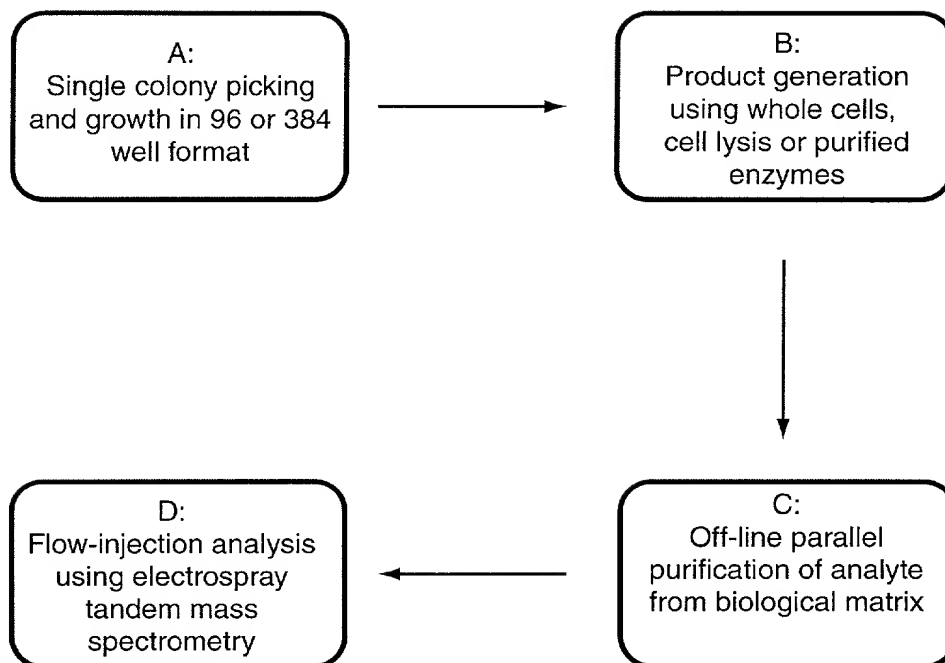 A:
Single colony picking
and growth in 96 or 384
well format
B:
Product generation
using whole cells,
cell lysis or purified
enzymes
C:
Off-line parallel
purification of analyte
from biological matrix
D:
Flow-injection analysis
using electrospray
tandem mass
spectrometry